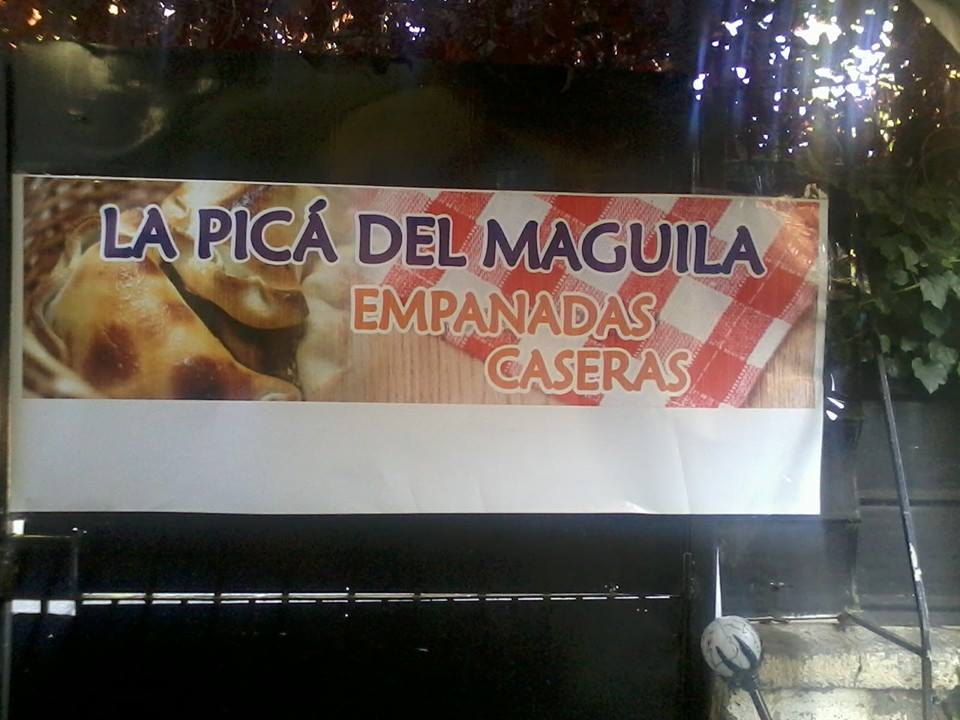 LA PICÁ DEL MAGUILA
EMPANADAS
CASERAS